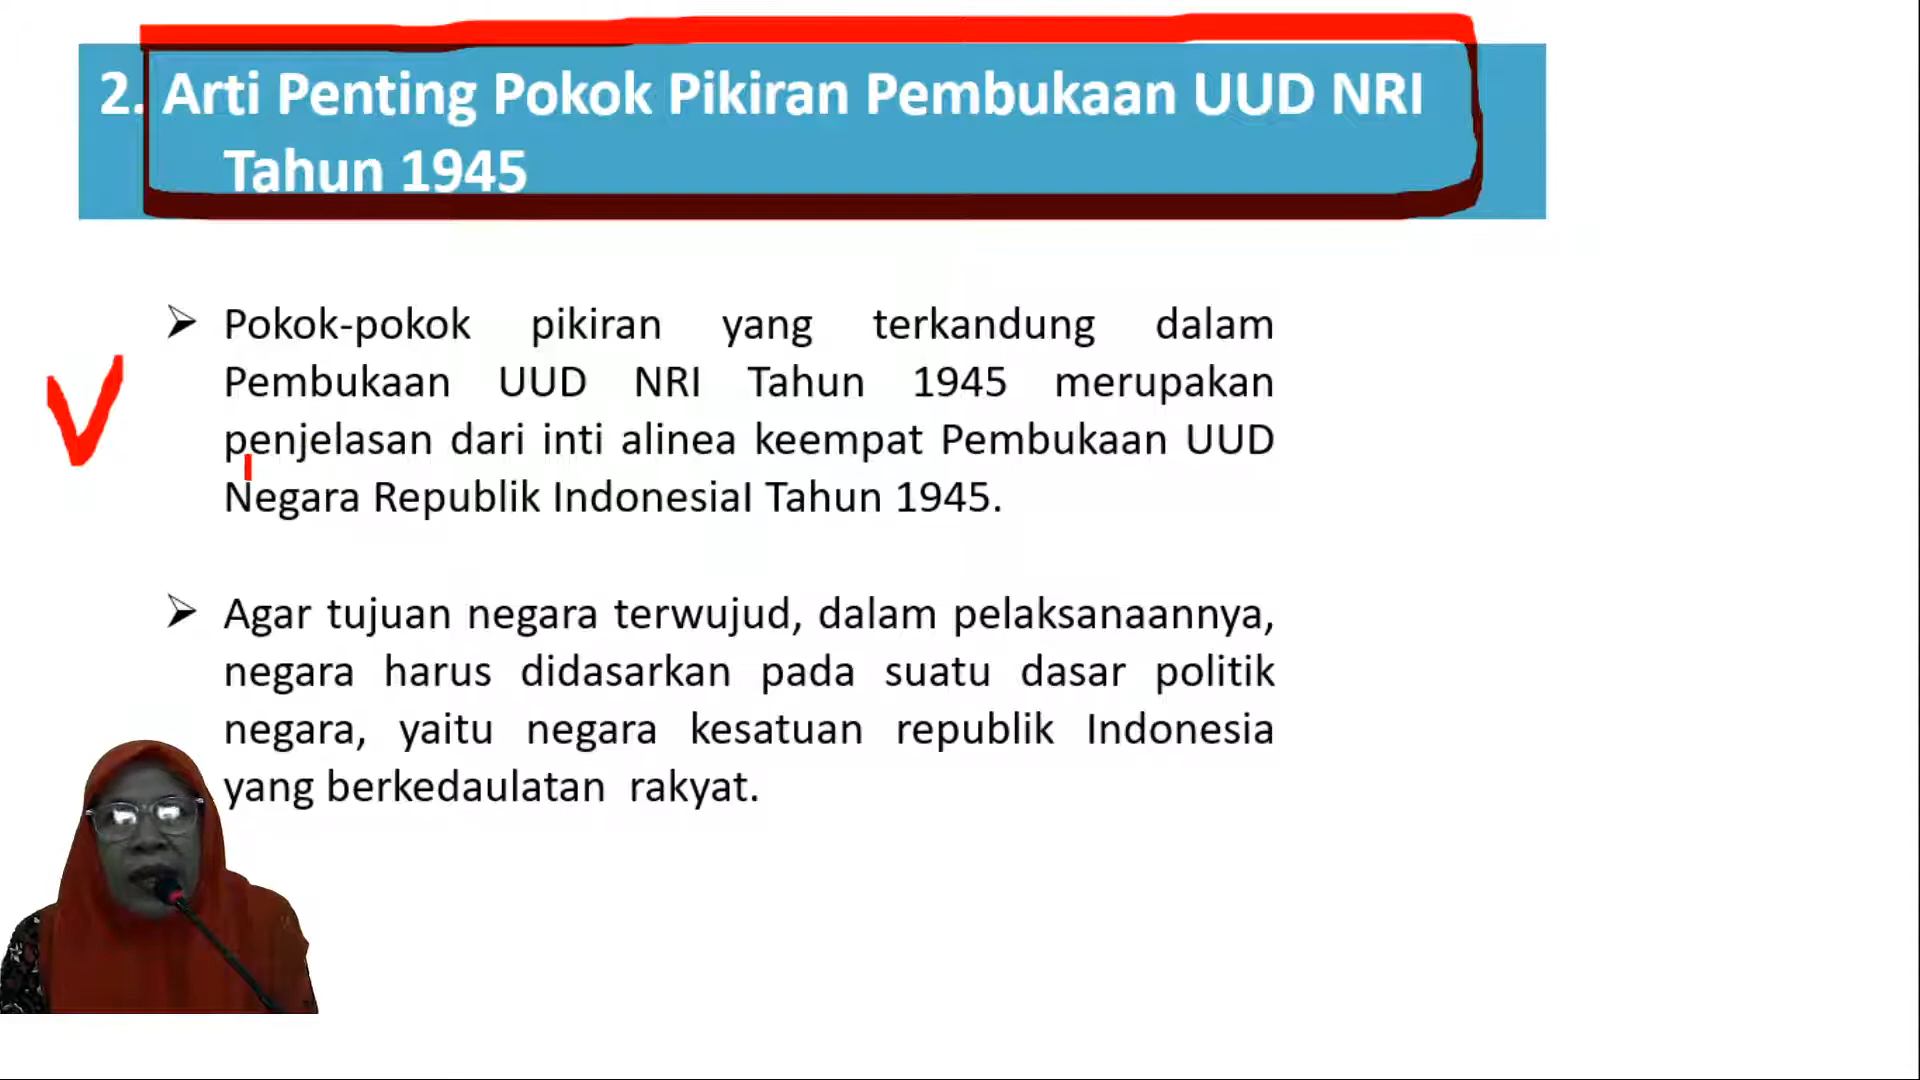 2. Arti Penting Pokok Pikiran Pembukaan UUD NRI
Tahun 1945
➢ Pokok-pokok pikiran yang terkandung dalam
Pembukaan UUD NRI Tahun 1945 merupakan
penjelasan dari inti alinea keempat Pembukaan UUD
Negara Republik IndonesiaI Tahun 1945.
➢ Agar tujuan negara terwujud, dalam pelaksanaannya,
negara harus didasarkan pada suatu dasar politik
negara, yaitu negara kesatuan republik Indonesia
yang berkedaulatan rakyat.